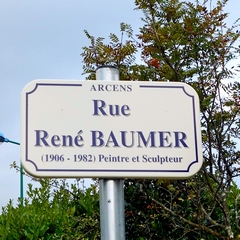 ARCENS
Rue
René BAUMER
(1906 - 1982) Peintre et Sculpteur